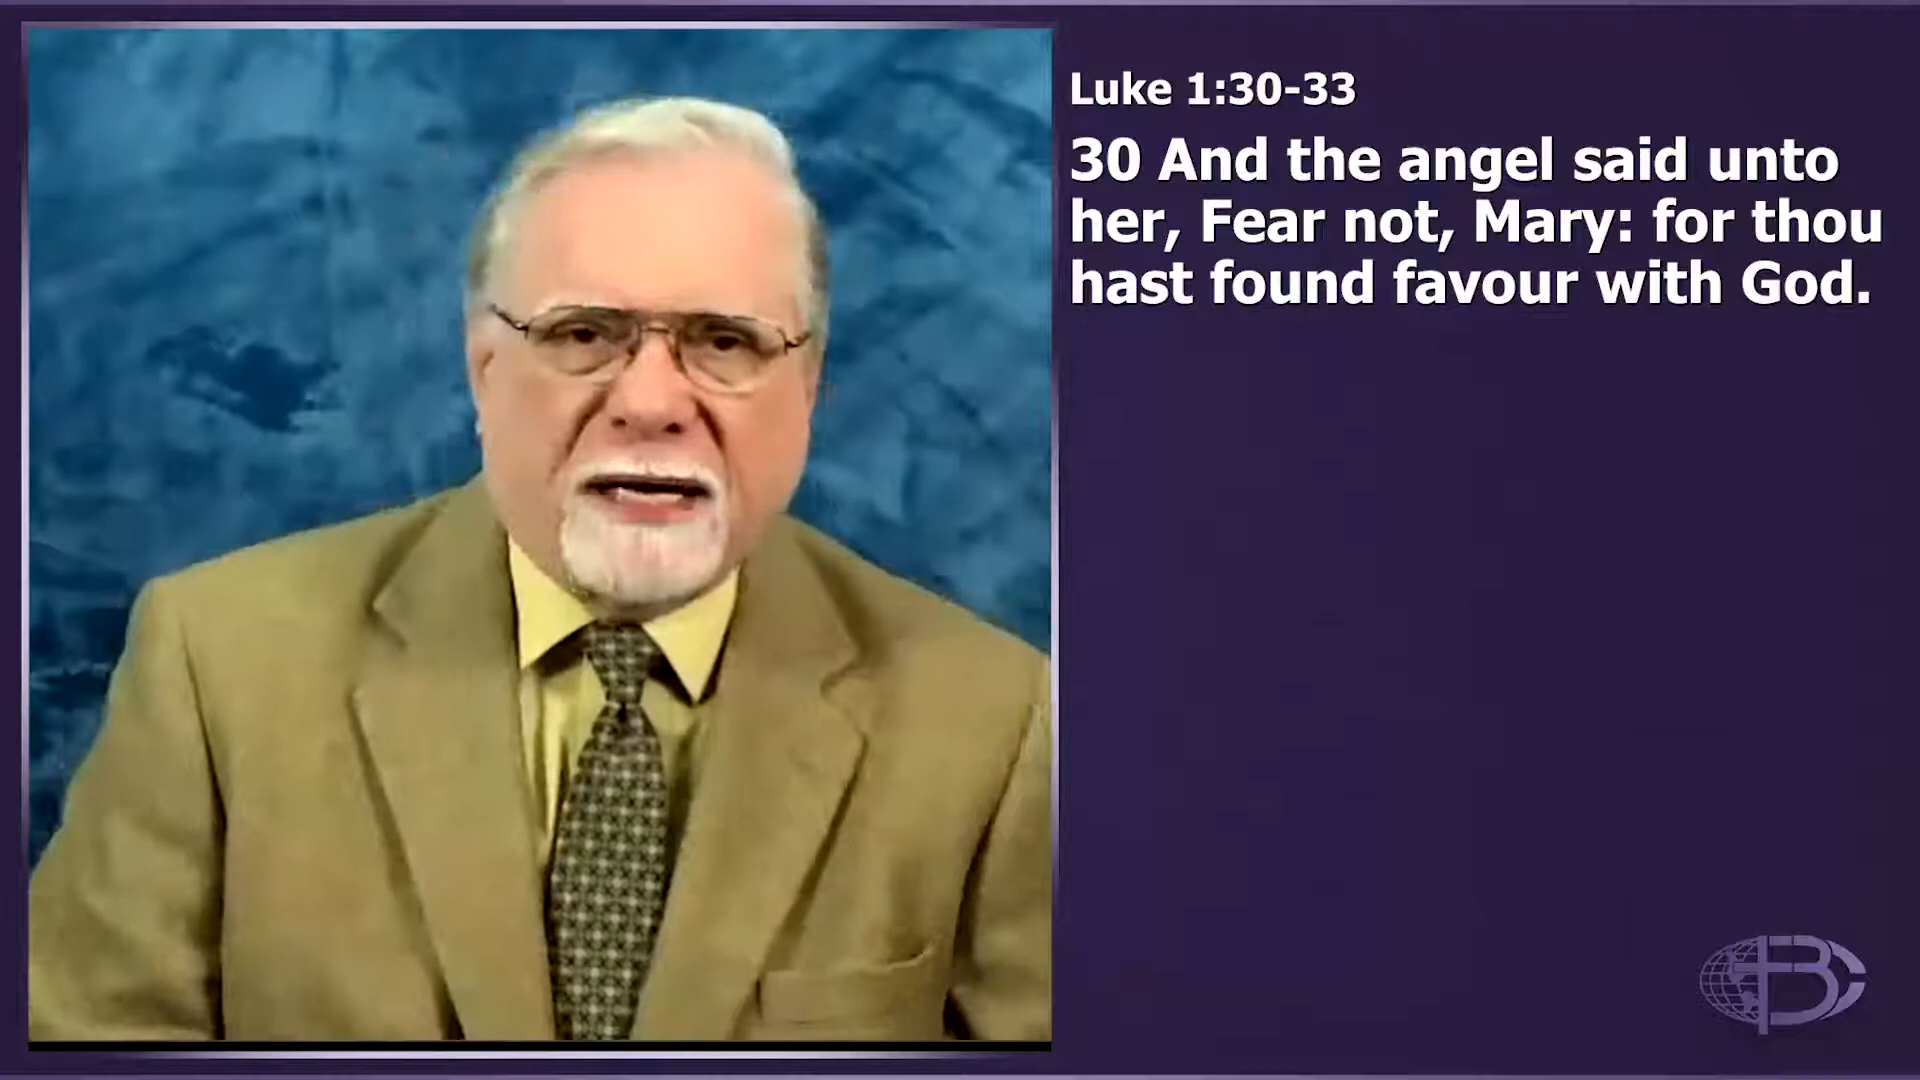 Luke 1:30-33
30 And the angel said unto
her, Fear not, Mary: for thou
hast found favour with God.